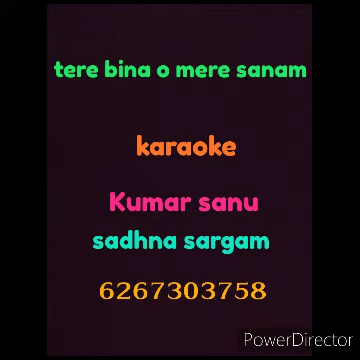 tere bina o mere sanam
karaoke
Kumar sanu
sadhna sargam
6267303758
PowerDirector